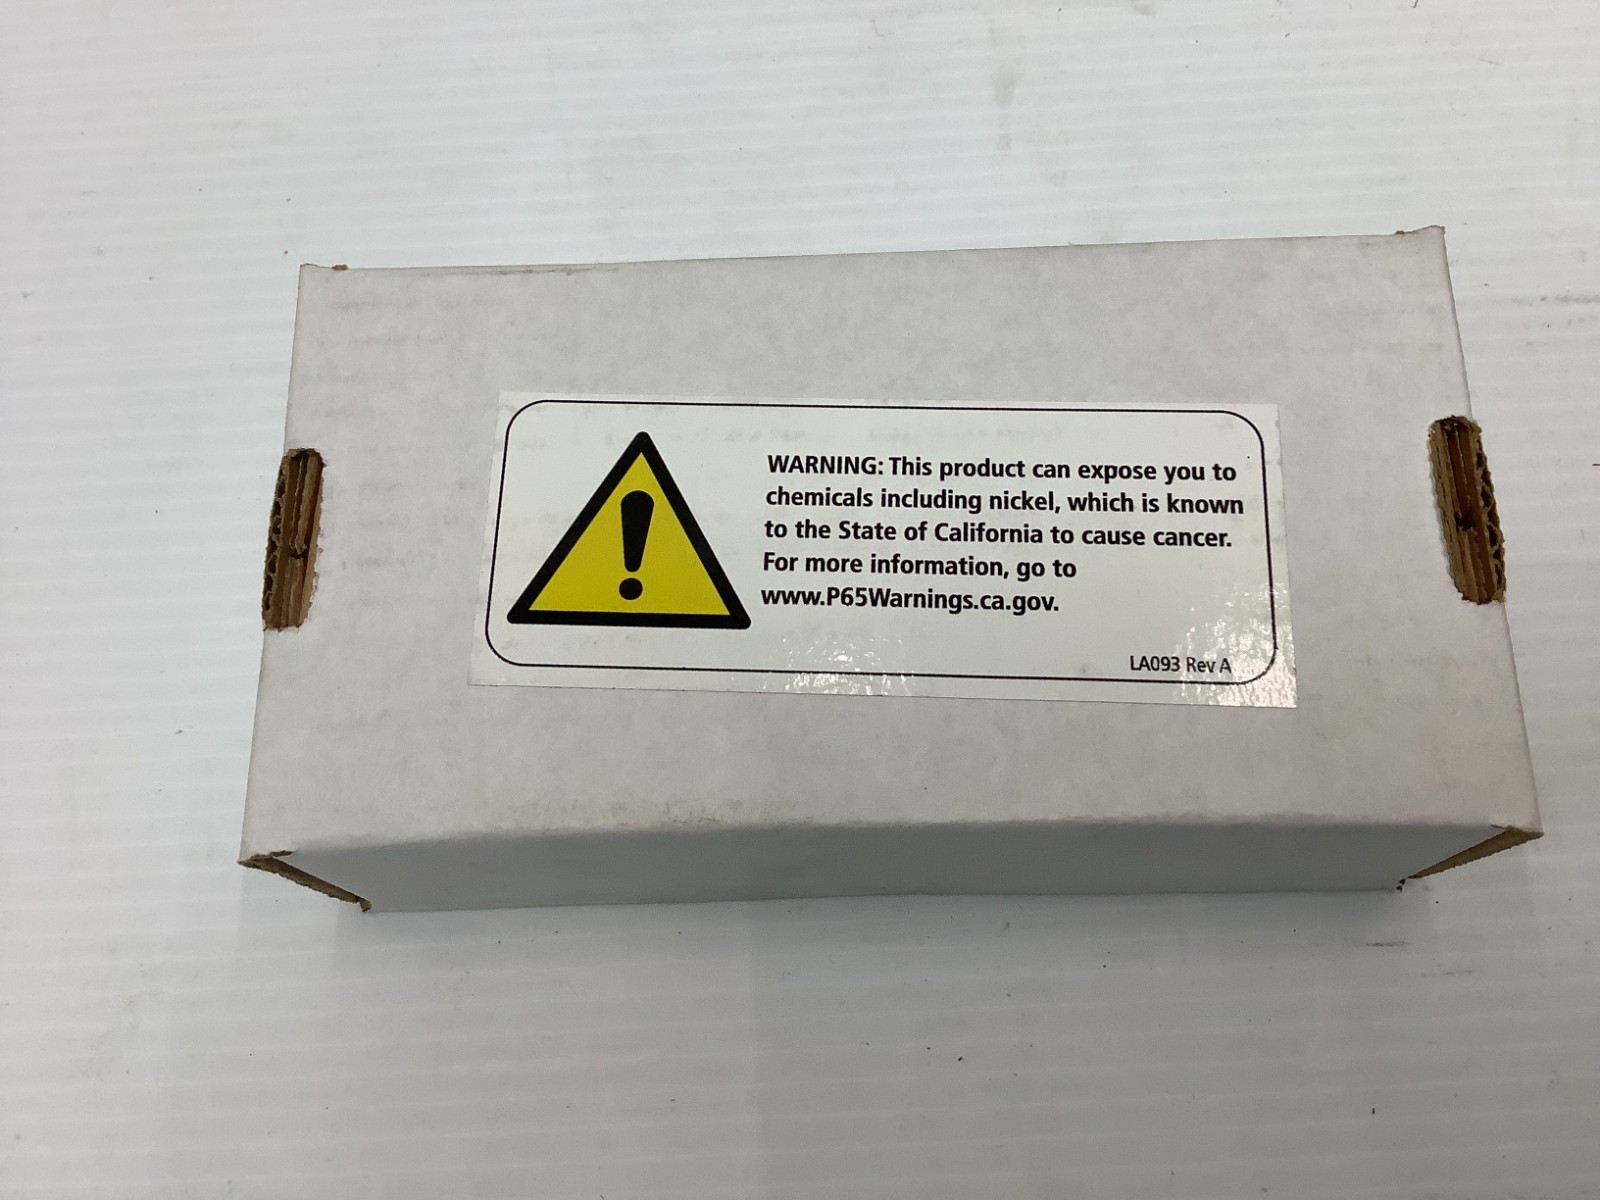 WARNING: This product can expose you to
chemicals including nickel, which is known
to the State of California to cause cancer.
For more information, go to
www.P65Warnings.ca.gov.
LA093 Rev A